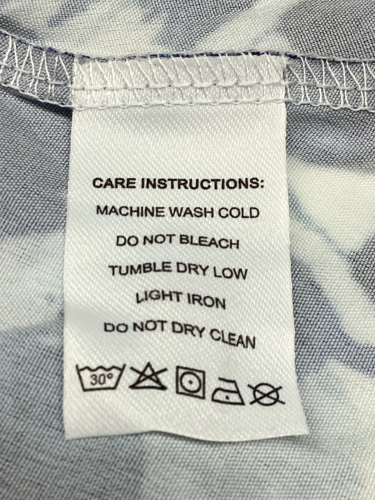 CARE INSTRUCTIONS:
MACHINE WASH COLD
DO NOT BLEACH
TUMBLE DRY LOW
LIGHT IRON
DO NOT DRY CLEAN
30°